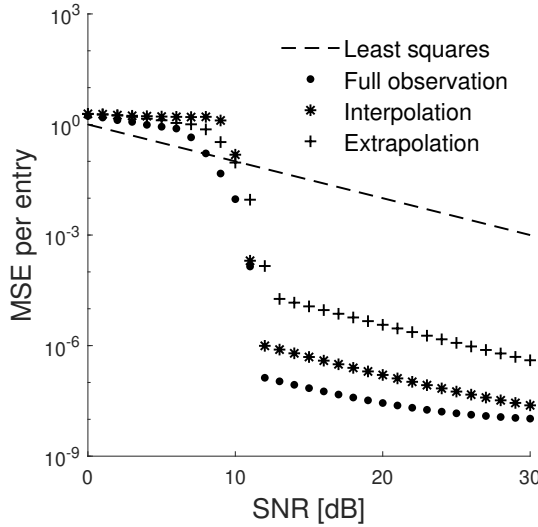 10^3
Least squares
Full observation
Interpolation
Extrapolation
10^0
10^-3
10^-6
10^-9
MSE per entry
0
10
20
30
SNR [dB]